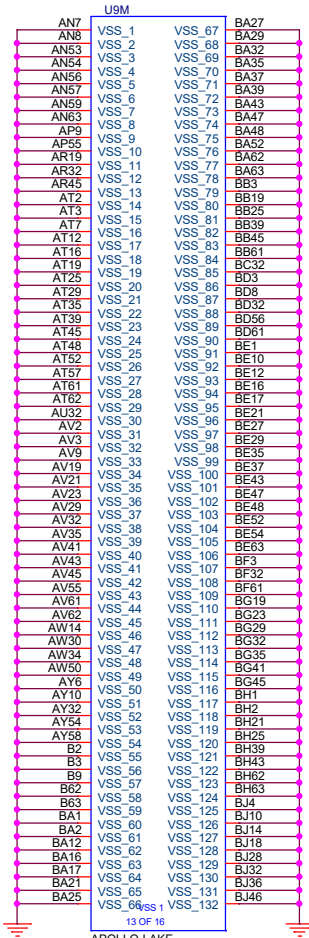 U9M
AN7 VSS_1 VSS_67 BA27
AN8 VSS_2 VSS_68 BA29
AN53 VSS_3 VSS_69 BA32
AN54 VSS_4 VSS_70 BA35
AN56 VSS_5 VSS_71 BA37
AN57 VSS_6 VSS_72 BA39
AN59 VSS_7 VSS_73 BA43
AN63 VSS_8 VSS_74 BA47
AP9 VSS_9 VSS_75 BA48
AP55 VSS_10 VSS_76 BA52
AR19 VSS_11 VSS_77 BA62
AR32 VSS_12 VSS_78 BA63
AR45 VSS_13 VSS_79 BB3
AT2 VSS_14 VSS_80 BB19
AT3 VSS_15 VSS_81 BB25
AT7 VSS_16 VSS_82 BB39
AT12 VSS_17 VSS_83 BB45
AT16 VSS_18 VSS_84 BB61
AT19 VSS_19 VSS_85 BC32
AT25 VSS_20 VSS_86 BD3
AT29 VSS_21 VSS_87 BD8
AT35 VSS_22 VSS_88 BD32
AT39 VSS_23 VSS_89 BD56
AT45 VSS_24 VSS_90 BD61
AT48 VSS_25 VSS_91 BE1
AT52 VSS_26 VSS_92 BE10
AT57 VSS_27 VSS_93 BE12
AT61 VSS_28 VSS_94 BE16
AT62 VSS_29 VSS_95 BE17
AU32 VSS_30 VSS_96 BE21
AV2 VSS_31 VSS_97 BE27
AV3 VSS_32 VSS_98 BE29
AV9 VSS_33 VSS_99 BE35
AV19 VSS_34 VSS_100 BE37
AV21 VSS_35 VSS_101 BE43
AV23 VSS_36 VSS_102 BE47
AV29 VSS_37 VSS_103 BE48
AV32 VSS_38 VSS_104 BE52
AV35 VSS_39 VSS_105 BE54
AV41 VSS_40 VSS_106 BE63
AV43 VSS_41 VSS_107 BF3
AV45 VSS_42 VSS_108 BF32
AV55 VSS_43 VSS_109 BF61
AV61 VSS_44 VSS_110 BG19
AV62 VSS_45 VSS_111 BG23
AW14 VSS_46 VSS_112 BG29
AW30 VSS_47 VSS_113 BG32
AW34 VSS_48 VSS_114 BG35
AW50 VSS_49 VSS_115 BG41
AY6 VSS_50 VSS_116 BG45
AY10 VSS_51 VSS_117 BH1
AY32 VSS_52 VSS_118 BH2
AY54 VSS_53 VSS_119 BH21
AY58 VSS_54 VSS_120 BH25
B2 VSS_55 VSS_121 BH39
B3 VSS_56 VSS_122 BH43
B9 VSS_57 VSS_123 BH62
B62 VSS_58 VSS_124 BH63
B63 VSS_59 VSS_125 BJ4
BA1 VSS_60 VSS_126 BJ10
BA2 VSS_61 VSS_127 BJ14
BA12 VSS_62 VSS_128 BJ18
BA16 VSS_63 VSS_129 BJ28
BA17 VSS_64 VSS_130 BJ32
BA21 VSS_65 VSS_131 BJ36
BA25 VSS_66 VSS_132 BJ46
VSS 1
13 OF 16
APOLLO LAKE